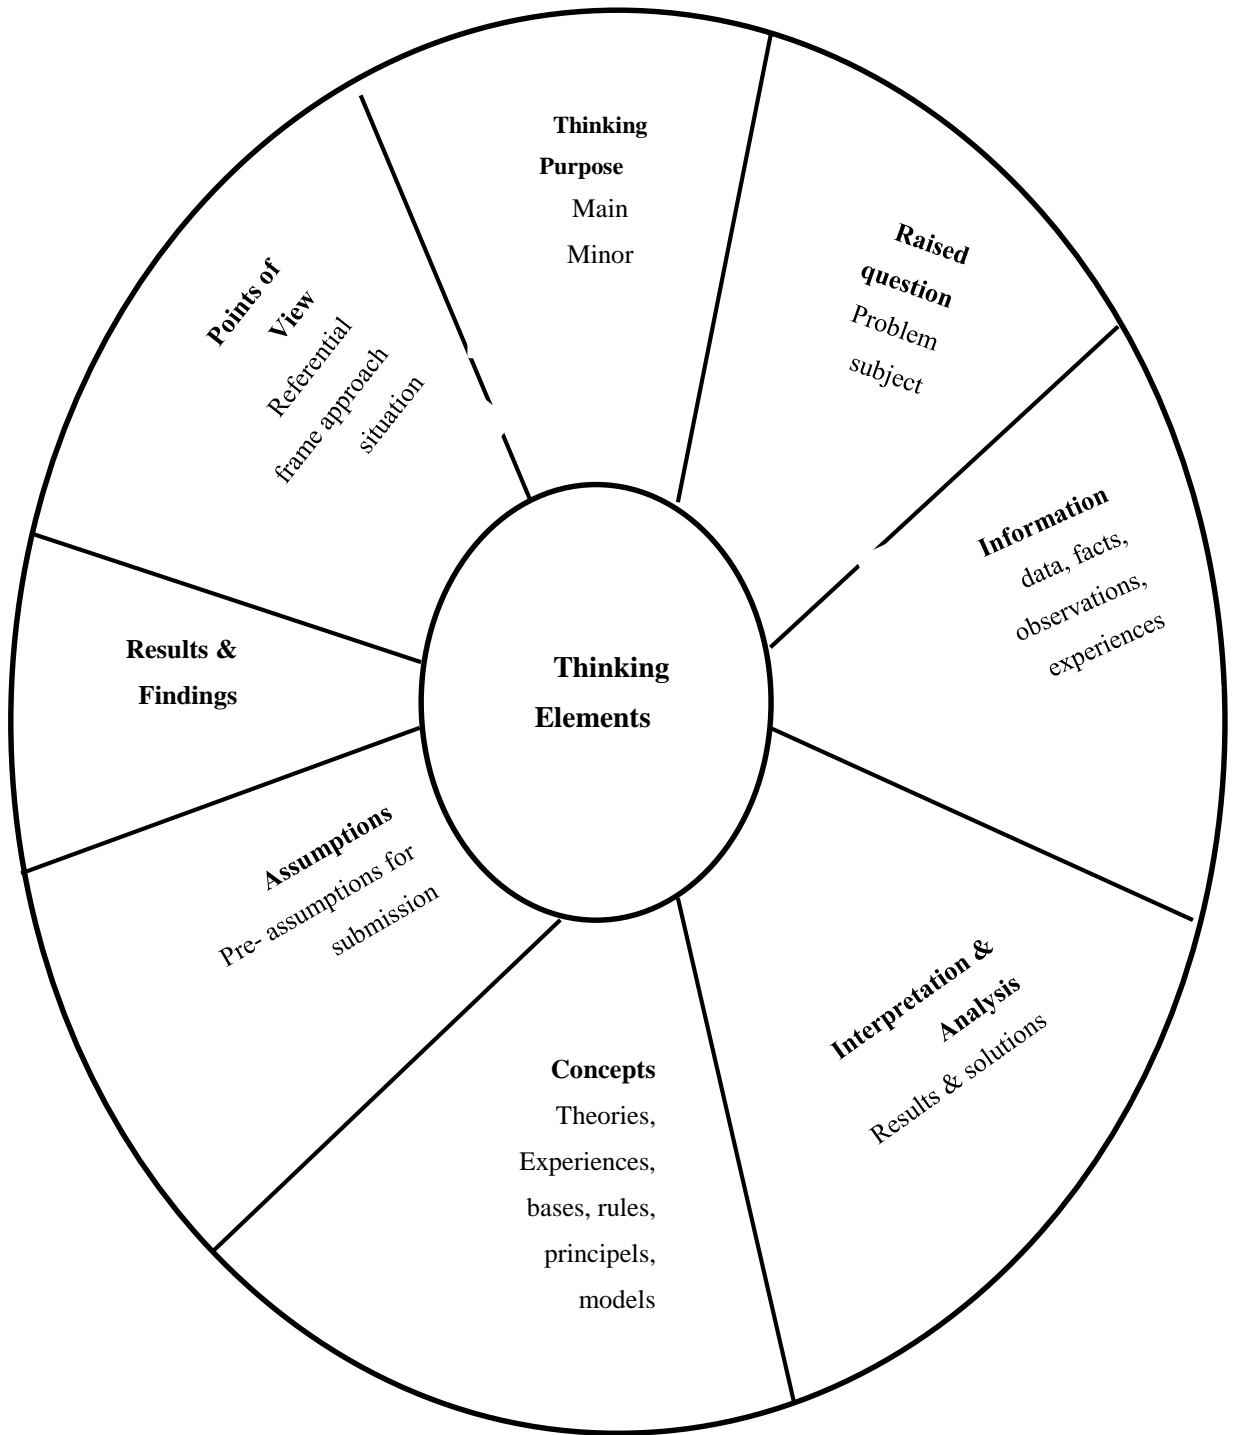 Thinking
Purpose
Main
Minor
Raised
question
Problem
subject
Information
data, facts,
observations,
experiences
Interpretation &
Analysis
Results & solutions
Concepts
Theories,
Experiences,
bases, rules,
principels,
models
Assumptions
Pre- assumptions for
submission
Results &
Findings
Points of
View
Referential
frame approach
situation
Thinking
Elements